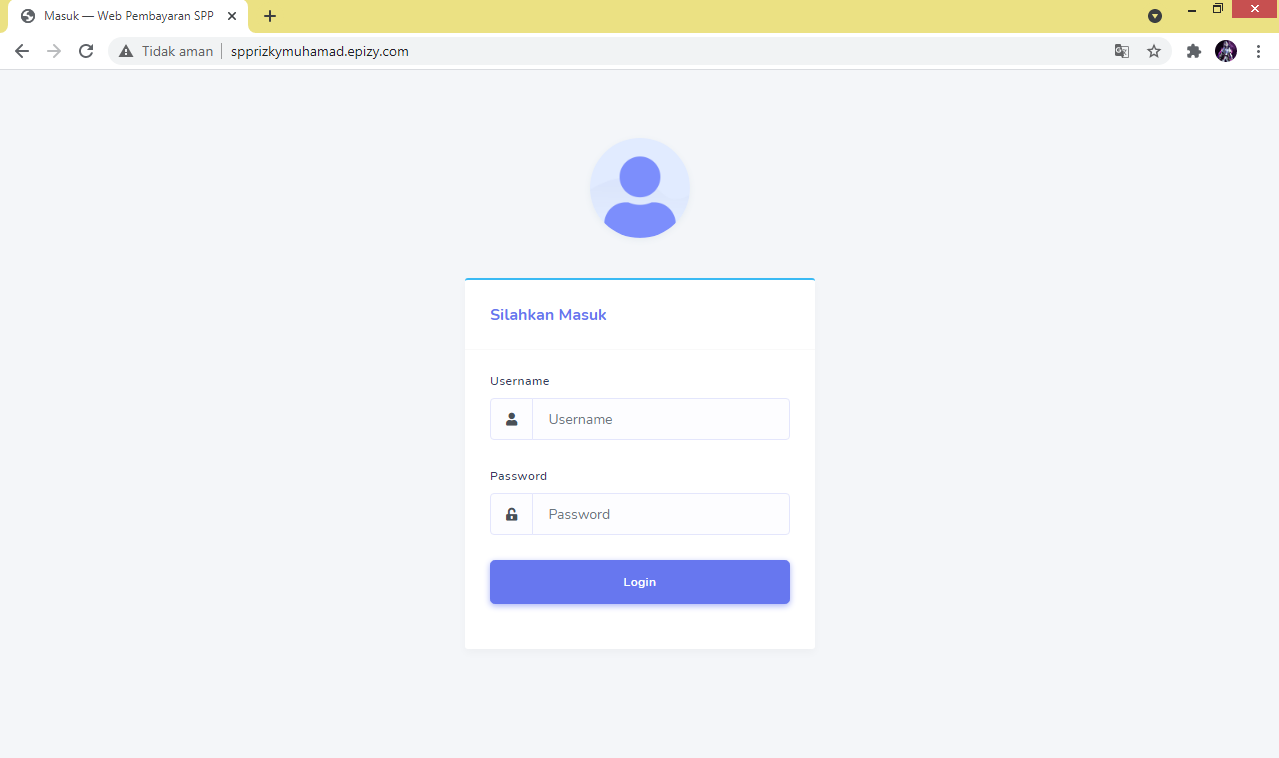 Masuk — Web Pembayaran SPP
Tidak aman
spprizkymuhamad.epizy.com
Silahkan Masuk
Username
Username
Password
Password
Login